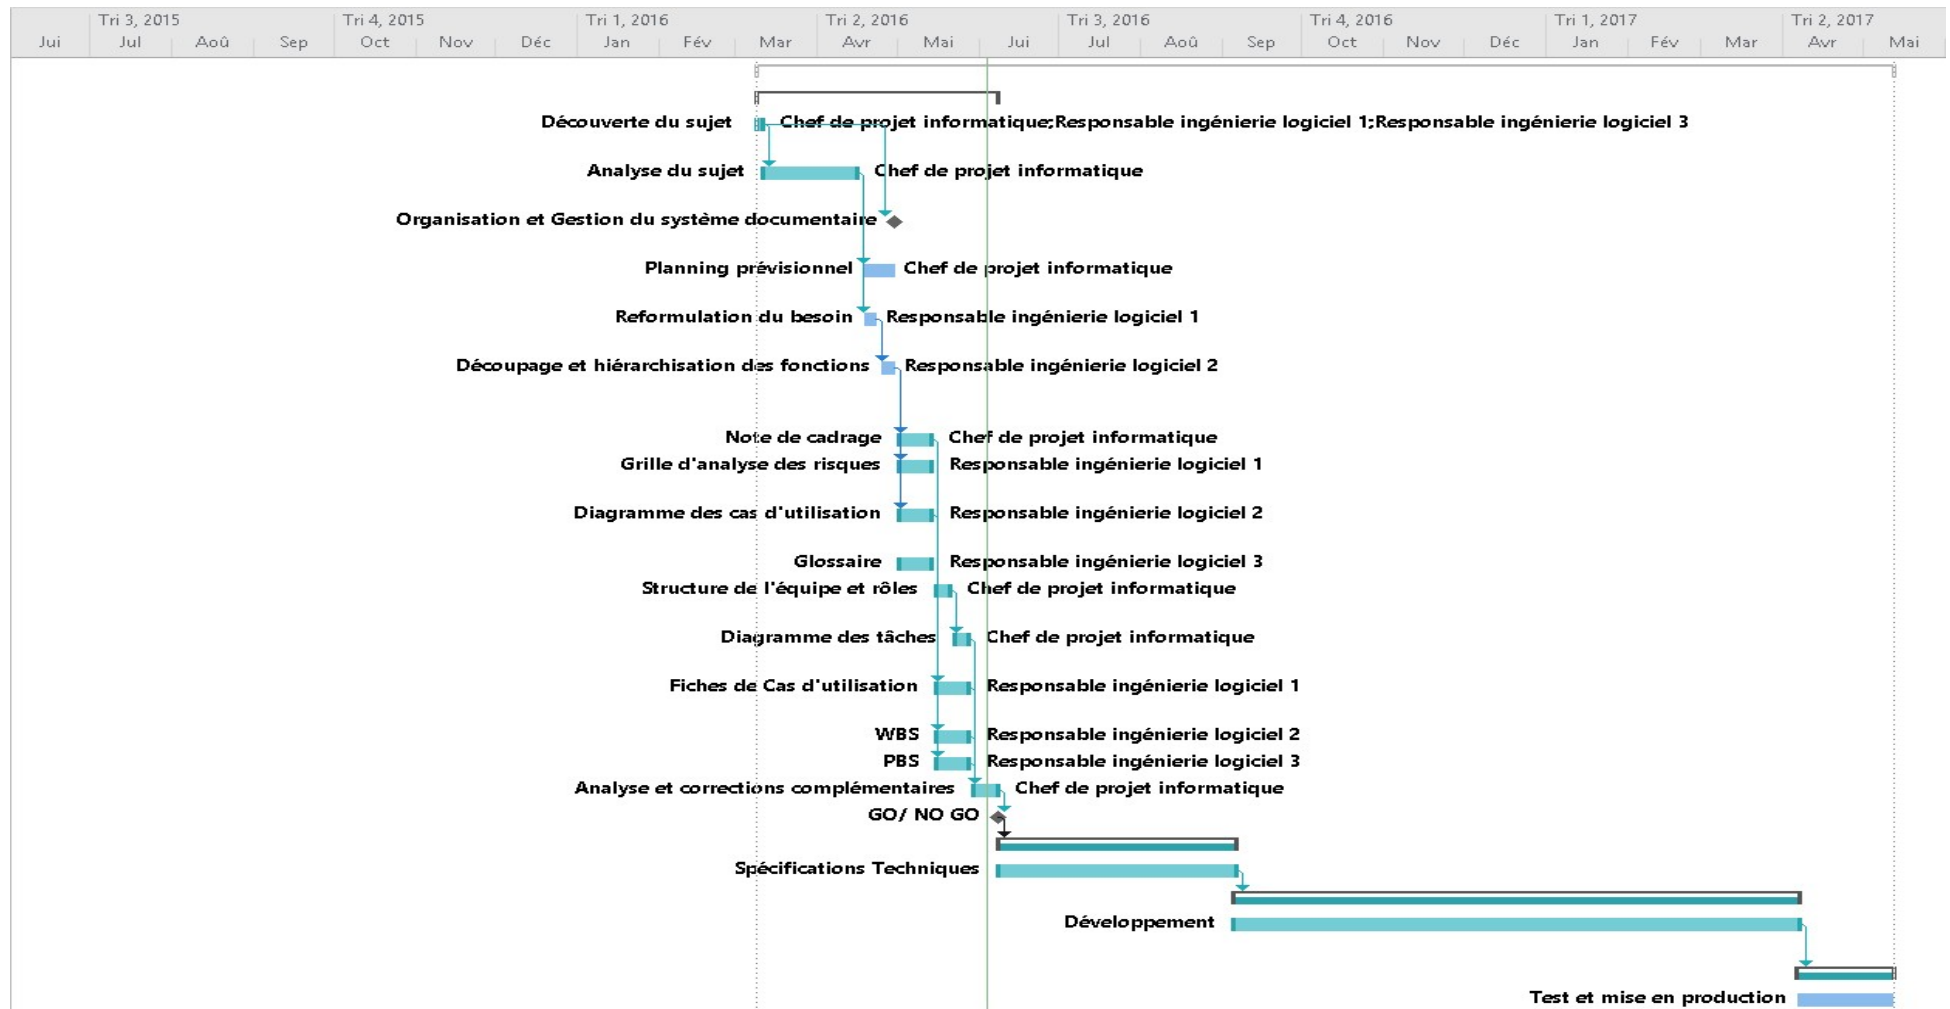 Tri 3, 2015 Tri 4, 2015 Tri 1, 2016 Tri 2, 2016 Tri 3, 2016 Tri 4, 2016 Tri 1, 2017 Tri 2, 2017
Jui Jul Aoû Sep Oct Nov Déc Jan Fév Mar Avr Mai Jui Jul Aoû Sep Oct Nov Déc Jan Fév Mar Avr Mai
Découverte du sujet Chef de projet informatique;Responsable ingénierie logiciel 1;Responsable ingénierie logiciel 3
Analyse du sujet Chef de projet informatique
Organisation et Gestion du système documentaire
Planning prévisionnel Chef de projet informatique
Reformulation du besoin Responsable ingénierie logiciel 1
Découpage et hiérarchisation des fonctions Responsable ingénierie logiciel 2
Note de cadrage Chef de projet informatique
Grille d'analyse des risques Responsable ingénierie logiciel 1
Diagramme des cas d'utilisation Responsable ingénierie logiciel 2
Glossaire Responsable ingénierie logiciel 3
Structure de l'équipe et rôles Chef de projet informatique
Diagramme des tâches Chef de projet informatique
Fiches de Cas d'utilisation Responsable ingénierie logiciel 1
WBS Responsable ingénierie logiciel 2
PBS Responsable ingénierie logiciel 3
Analyse et corrections complémentaires Chef de projet informatique
GO/ NO GO
Spécifications Techniques
Développement
Test et mise en production